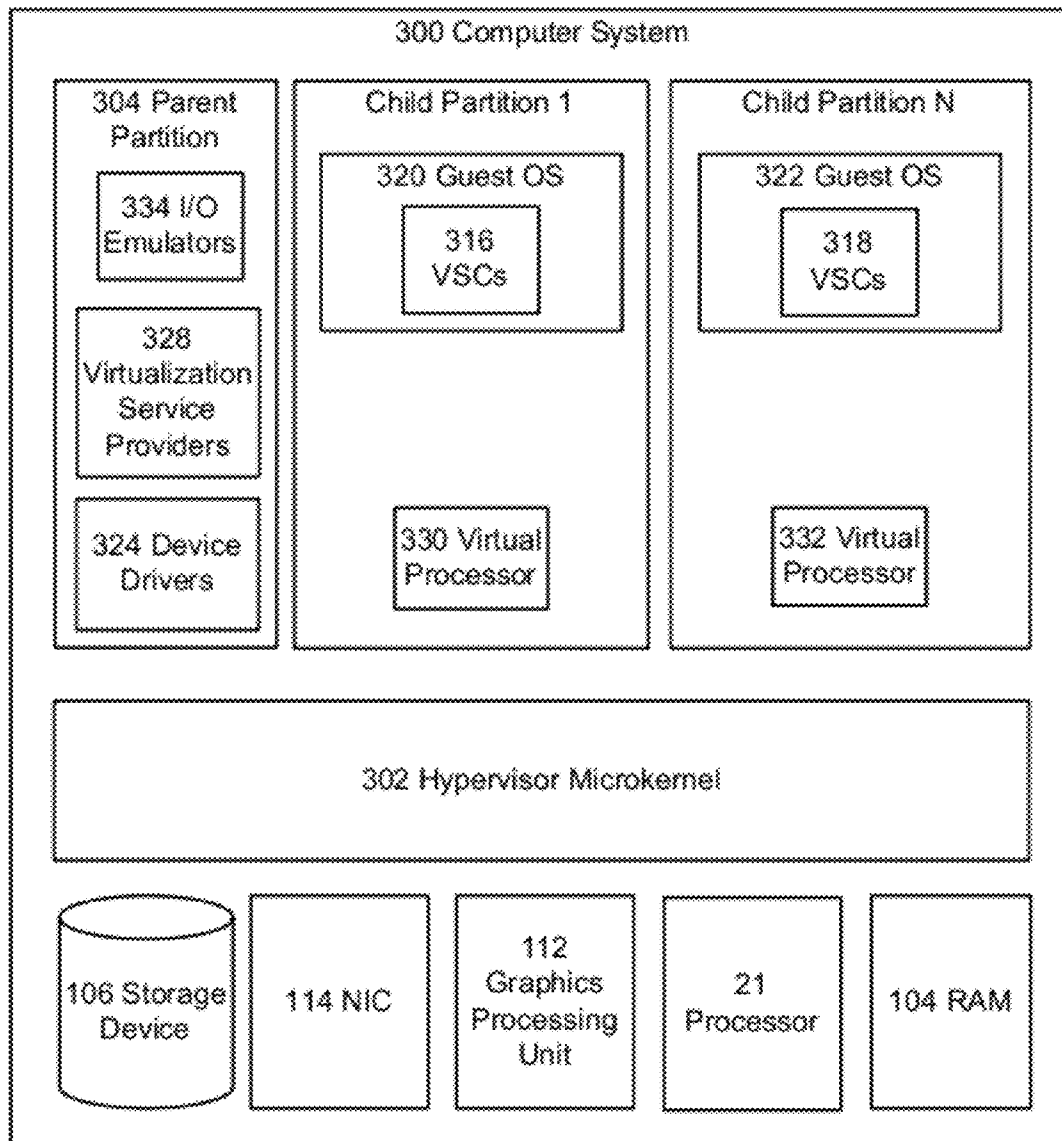 300 Computer System
304 Parent
Partition
334 I/O
Emulators
328
Virtualization
Service
Providers
324 Device
Drivers
Child Partition 1
320 Guest OS
316
VSCs
330 Virtual
Processor
Child Partition N
322 Guest OS
318
VSCs
332 Virtual
Processor
302 Hypervisor Microkernel
106 Storage
Device
114 NIC
112
Graphics
Processing
Unit
21
Processor
104 RAM